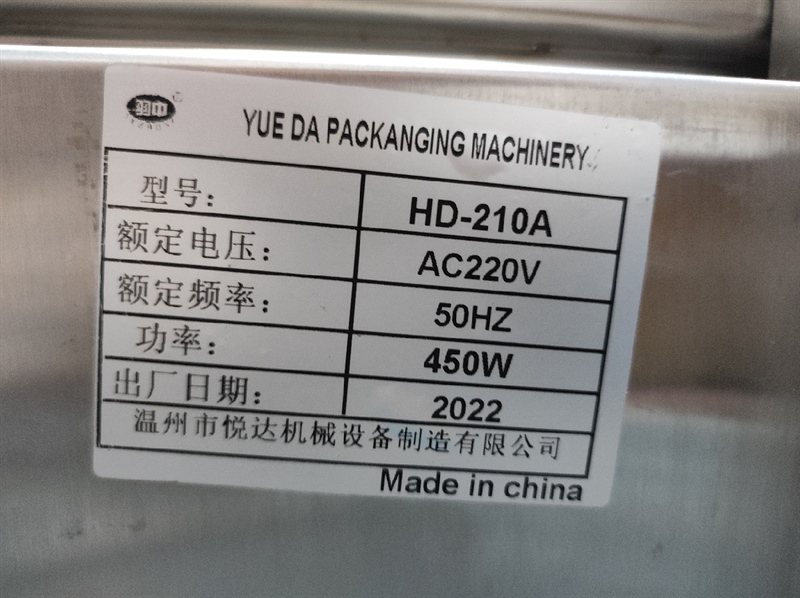 YUE DA PACKANGING MACHINERY
型号： HD-210A
额定电压： AC220V
额定频率： 50HZ
功率： 450W
出厂日期： 2022
温州市悦达机械设备制造有限公司
Made in china